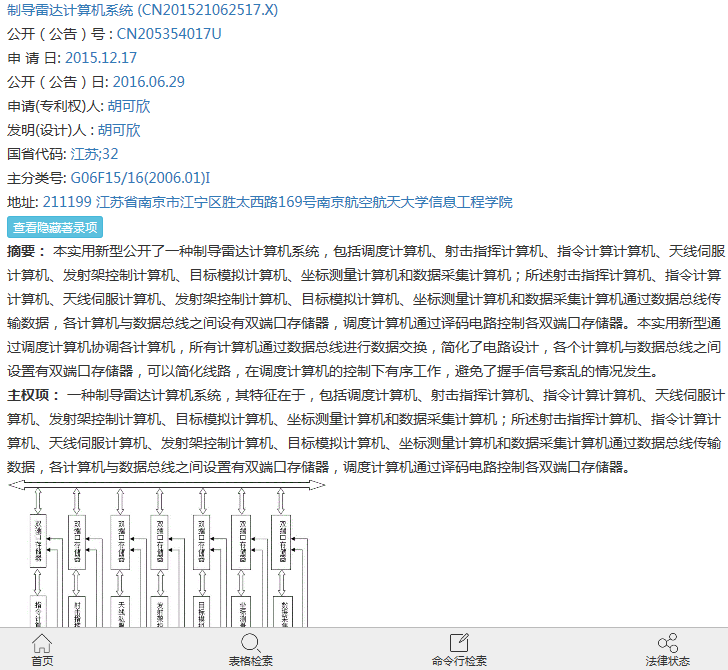 制导雷达计算机系统 (CN201521062517.X)
公开 ( 公告 ) 号 : CN205354017U
申 请 日: 2015.12.17
公开 ( 公告 ) 日: 2016.06.29
申请(专利权)人: 胡可欣
发明(设计)人 : 胡可欣
国省代码: 江苏;32
主分类号: G06F15/16(2006.01)I
地址: 211199 江苏省南京市江宁区胜太西路169号南京航空航天大学信息工程学院
查看隐藏著录项
摘要： 本实用新型公开了一种制导雷达计算机系统，包括调度计算机、射击指挥计算机、指令计算计算机、天线伺服
计算机、发射架控制计算机、目标模拟计算机、坐标测量计算机和数据采集计算机；所述射击指挥计算机、指令计算
计算机、天线伺服计算机、发射架控制计算机、目标模拟计算机、坐标测量计算机和数据采集计算机通过数据总线传
输数据，各计算机与数据总线之间设有双端口存储器，调度计算机通过译码电路控制各双端口存储器。本实用新型通
过调度计算机协调各计算机，所有计算机通过数据总线进行数据交换，简化了电路设计，各个计算机与数据总线之间
设置有双端口存储器，可以简化线路，在调度计算机的控制下有序工作，避免了握手信号紊乱的情况发生。
主权项： 一种制导雷达计算机系统，其特征在于，包括调度计算机、射击指挥计算机、指令计算计算机、天线伺服计
算机、发射架控制计算机、目标模拟计算机、坐标测量计算机和数据采集计算机；所述射击指挥计算机、指令计算计
算机、天线伺服计算机、发射架控制计算机、目标模拟计算机、坐标测量计算机和数据采集计算机通过数据总线传输
数据，各计算机与数据总线之间设置有双端口存储器，调度计算机通过译码电路控制各双端口存储器。
双端口存储器
双端口存储器
双端口存储器
双端口存储器
双端口存储器
双端口存储器
双端口存储器
指令计
射击指
天线
发射架
目标模
坐标测
数据采
首页
表格检索
命令行检索
法律状态